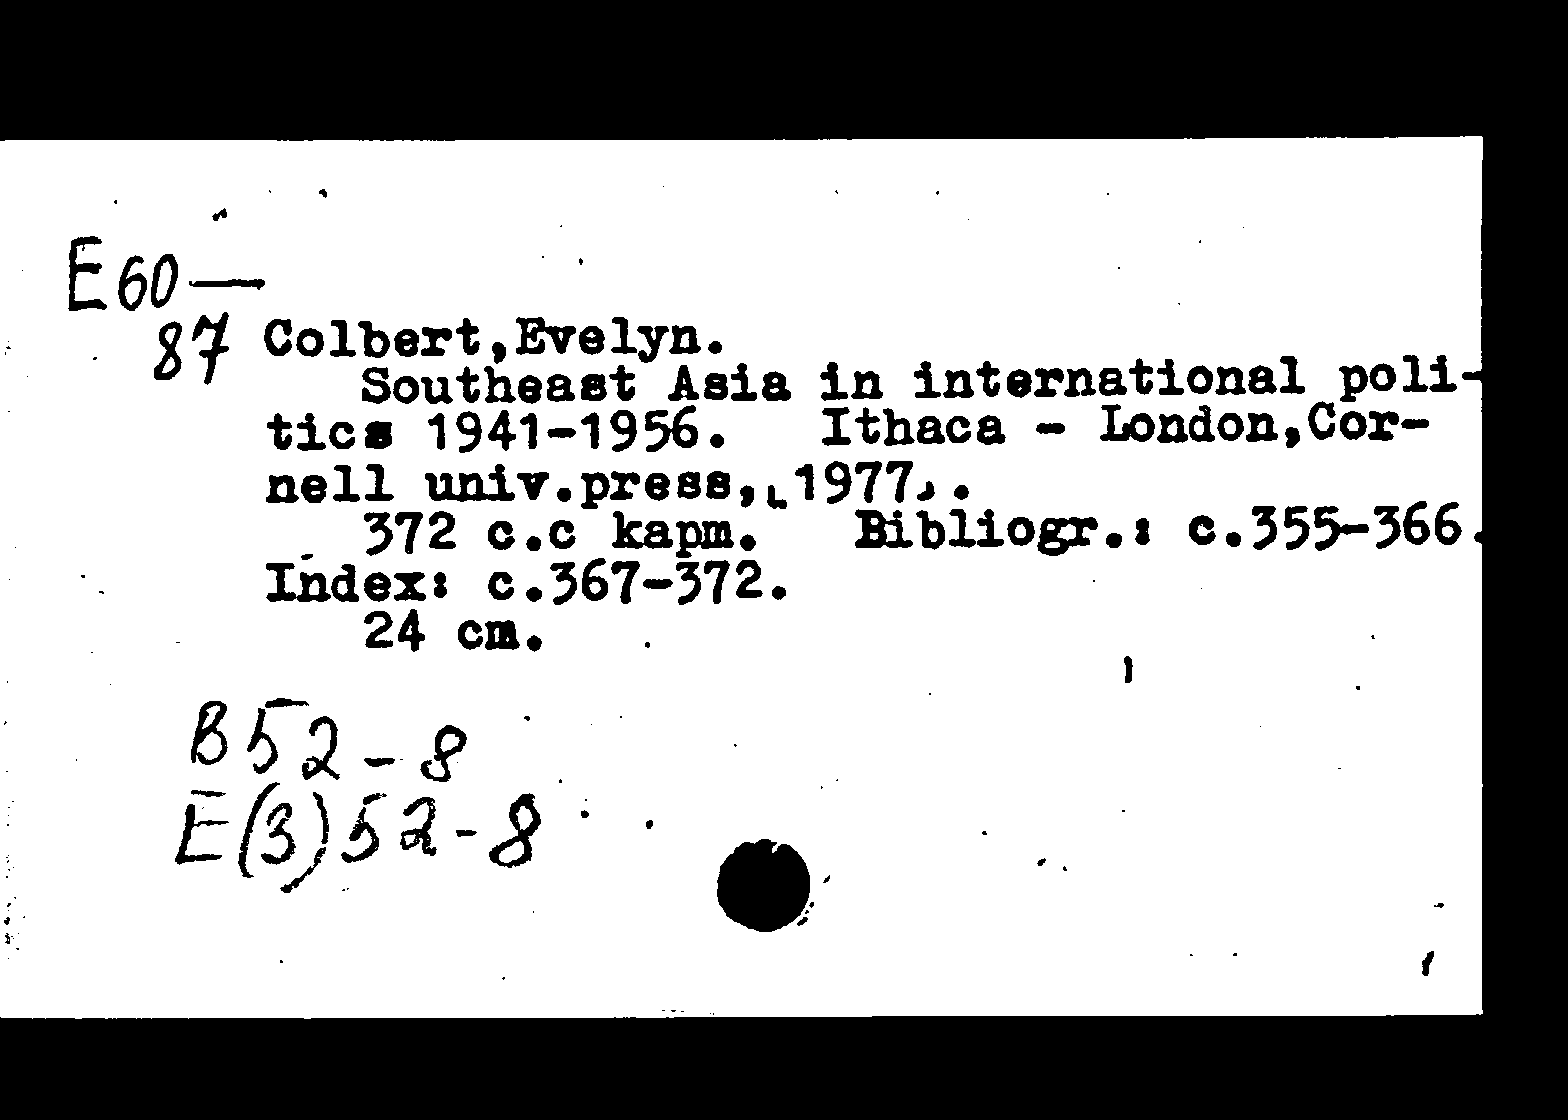 E60—
87 Colbert,Evelyn.
Southeast Asia in international poli-
tics 1941-1956. Ithaca - London,Cor-
nell univ.press,[1977].
372 c.c карт. Bibliogr.: c.355-366.
Index: c.367-372.
24 cm.
B52-8
E(3)52-8